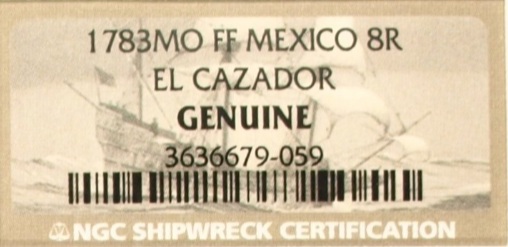 1783MO FF MEXICO 8R
EL CAZADOR
GENUINE
3636679-059
NGC SHIPWRECK CERTIFICATION